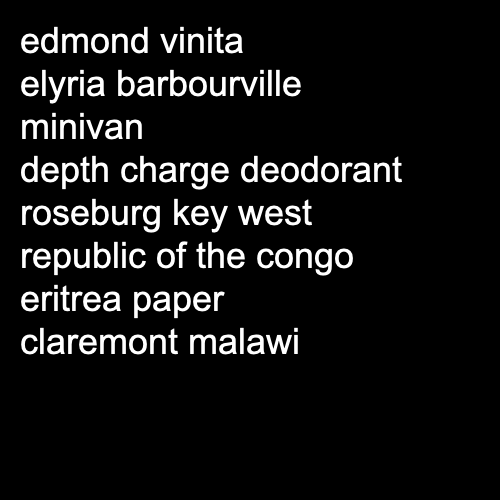 edmond vinita
elyria barbourville
minivan
depth charge deodorant
roseburg key west
republic of the congo
eritrea paper
claremont malawi